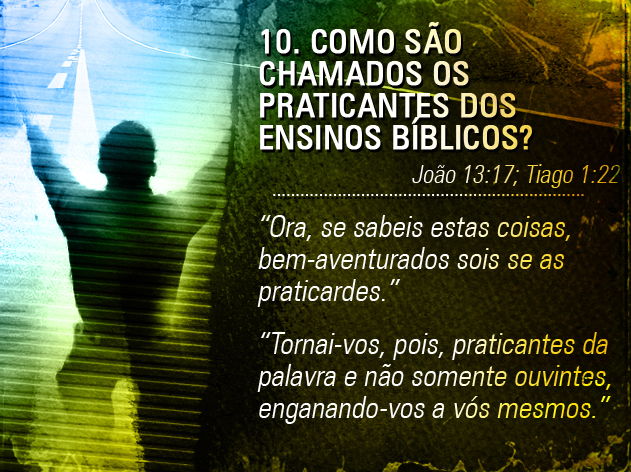 10. COMO SÃO
CHAMADOS OS
PRATICANTES DOS
ENSINOS BÍBLICOS?
João 13:17; Tiago 1:22
“Ora, se sabeis estas coisas,
bem-aventurados sois se as
praticardes.”
“Tornai-vos, pois, praticantes da
palavra e não somente ouvintes,
enganando-vos a vós mesmos.”